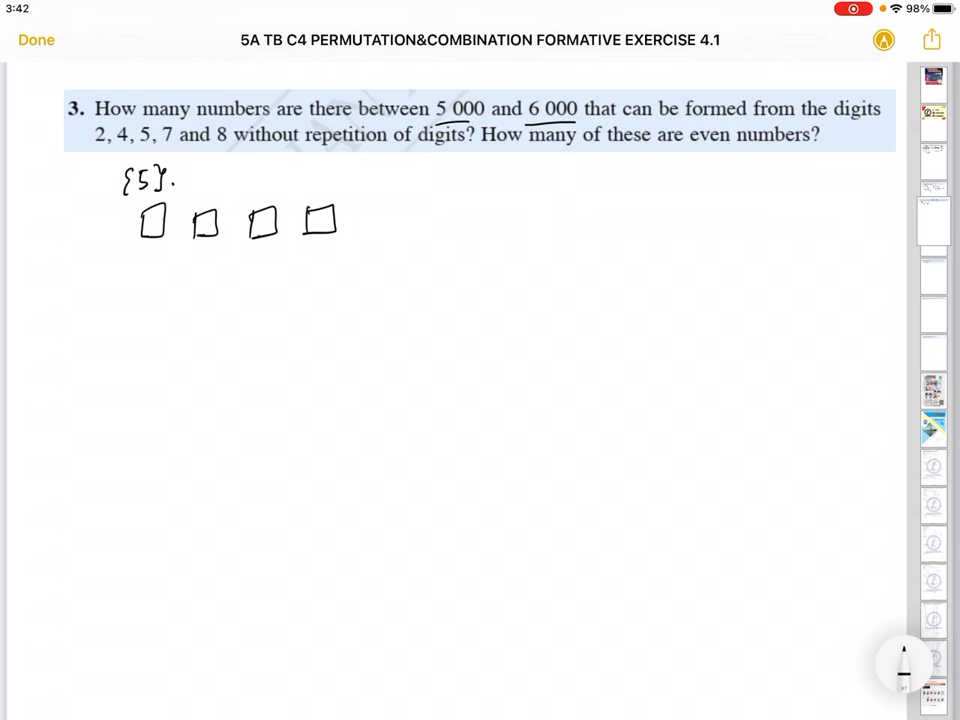 3:42
98%
Done
5A TB C4 PERMUTATION&COMBINATION FORMATIVE EXERCISE 4.1
3. How many numbers are there between 5 000 and 6 000 that can be formed from the digits
2, 4, 5, 7 and 8 without repetition of digits? How many of these are even numbers?
{5}.
97